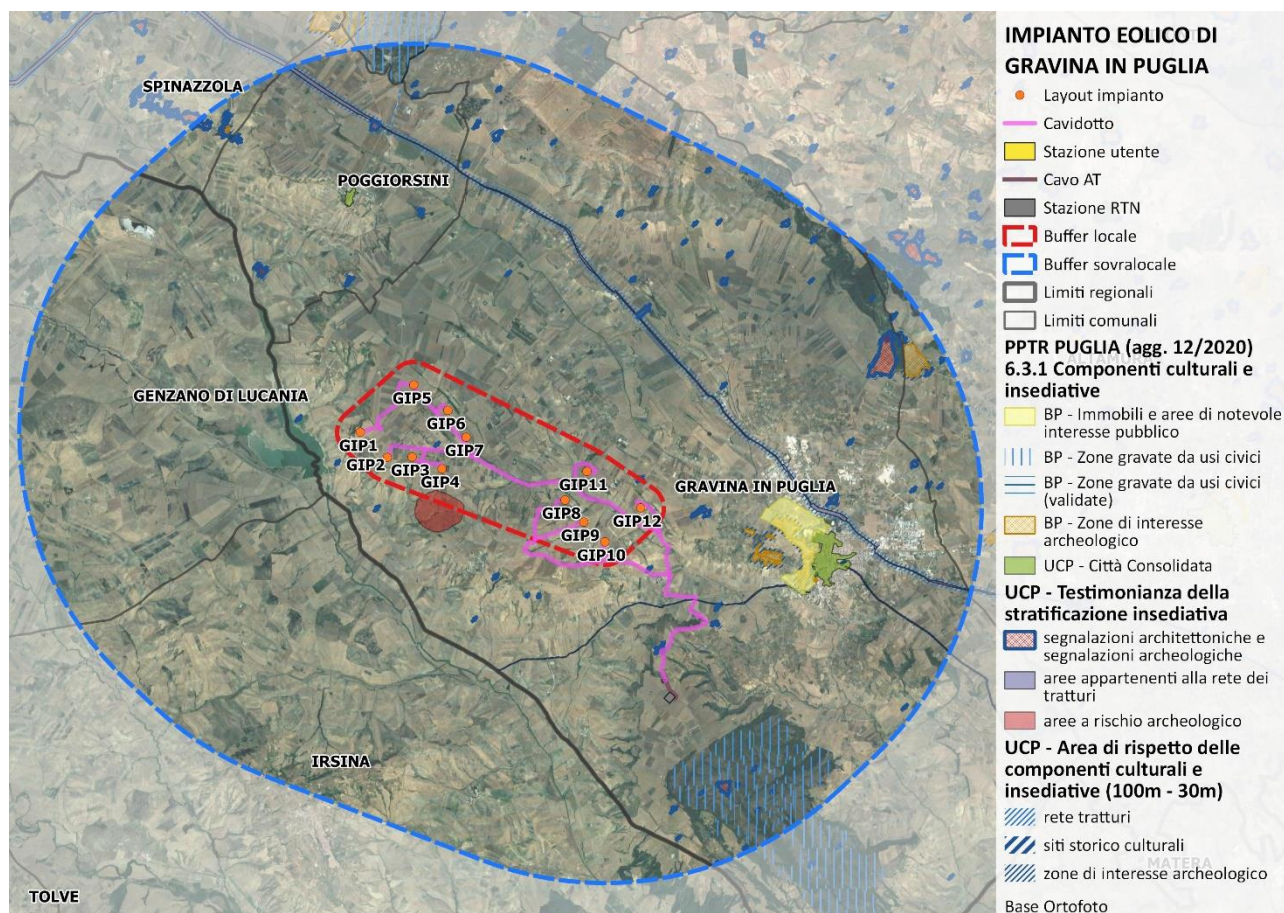 SPINAZZOLA
POGGIORSINI
GENZANO DI LUCANIA
GIP5
GIP6
GIP1
GIP7
GIP2
GIP3
GIP4
GIP11
GRAVINA IN PUGLIA
GIP8
GIP12
GIP9
GIP10
IRSINA
TOLVE
IMPIANTO EOLICO DI
GRAVINA IN PUGLIA
Layout impianto
Cavidotto
Stazione utente
Cavo AT
Stazione RTN
Buffer locale
Buffer sovralocale
Limiti regionali
Limiti comunali
PPTR PUGLIA (agg. 12/2020)
ALTAMURA
6.3.1 Componenti culturali e
insediative
BP - Immobili e aree di notevole
interesse pubblico
BP - Zone gravate da usi civici
BP - Zone gravate da usi civici
(validate)
BP - Zone di interesse
archeologico
UCP - Città Consolidata
UCP - Testimonianza della
stratificazione insediativa
segnalazioni architettoniche e
segnalazioni archeologiche
aree appartenenti alla rete dei
tratturi
aree a rischio archeologico
UCP - Area di rispetto delle
componenti culturali e
insediative (100m - 30m)
rete tratturi
siti storico culturali
MATERA
zone di interesse archeologico
Base Ortofoto